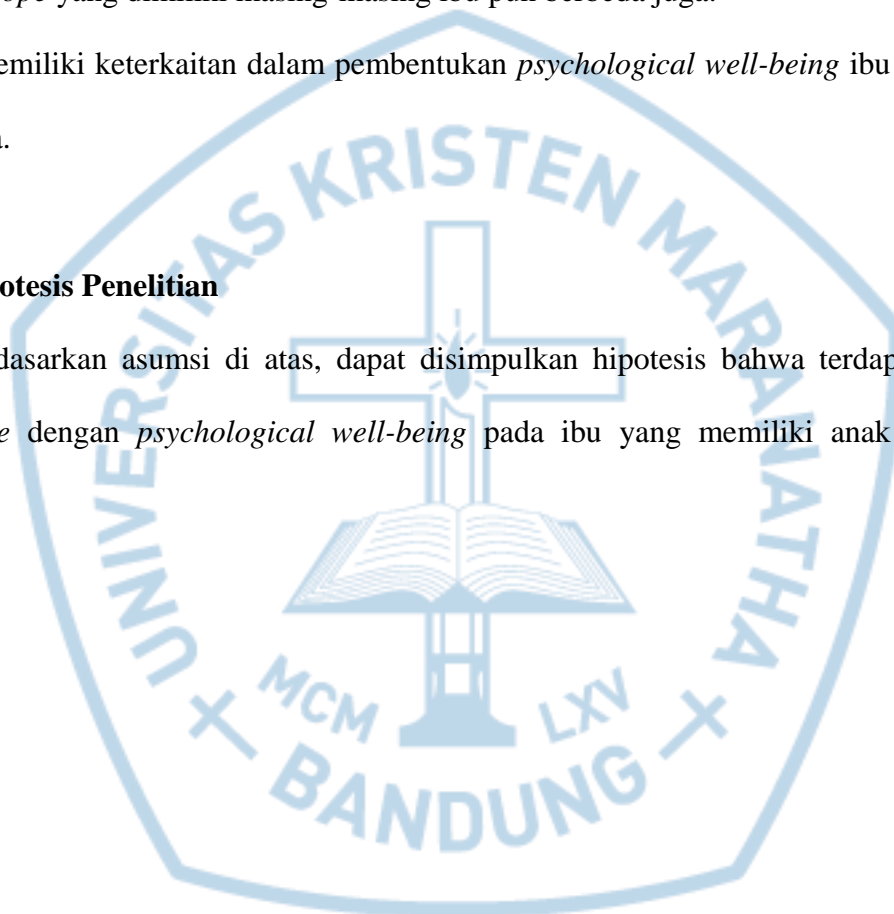 ope yang dimiliki masing-masing ibu pun berbeda juga.
emiliki keterkaitan dalam pembentukan psychological well-being ibu
.
otesis Penelitian
dasarkan asumsi di atas, dapat disimpulkan hipotesis bahwa terdap
e dengan psychological well-being pada ibu yang memiliki anak
UNIVERSITAS KRISTEN MARANATHA
MCM LXV
BANDUNG